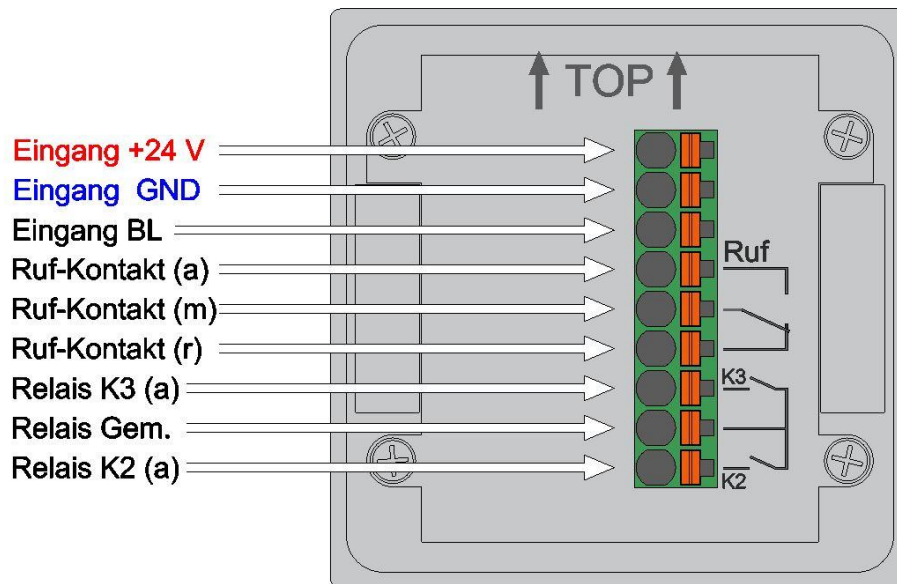 TOP
Eingang +24 V
Eingang GND
Eingang BL
Ruf-Kontakt (a)
Ruf
Ruf-Kontakt (m)
Ruf-Kontakt (r)
Relais K3 (a)
K3
Relais Gem.
Relais K2 (a)
K2